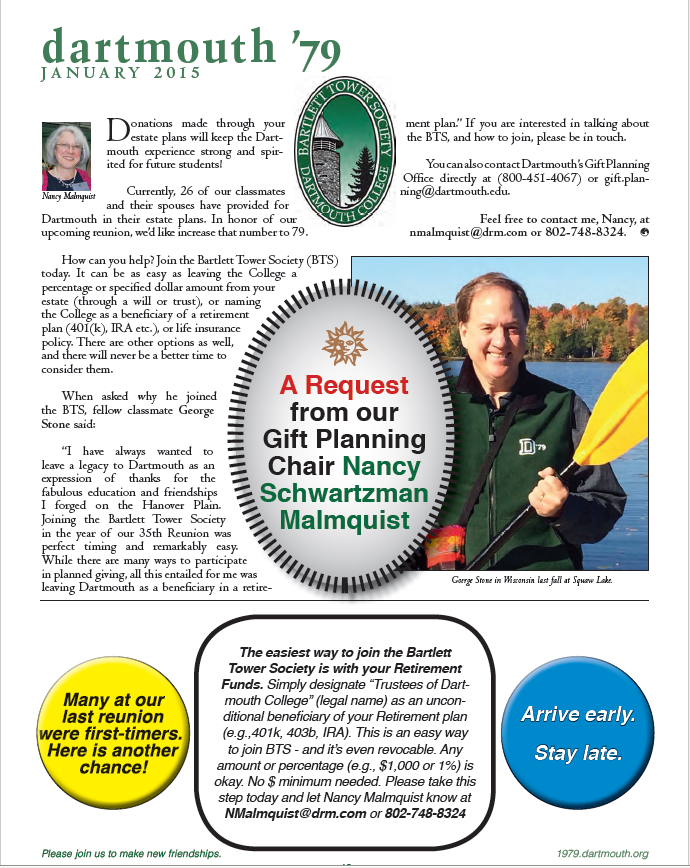 dartmouth ’79
JANUARY 2015
Donations made through your
estate plans will keep the Dart-
mouth experience strong and spir-
ited for future students!
Nancy Malmquist
Currently, 26 of our classmates
and their spouses have provided for
Dartmouth in their estate plans. In honor of our
upcoming reunion, we’d like increase that number to 79.
How can you help? Join the Bartlett Tower Society (BTS)
today. It can be as easy as leaving the College a
percentage or specified dollar amount from your
estate (through a will or trust), or naming
the College as a beneficiary of a retirement
plan (401(k), IRA etc.), or life insurance
policy. There are other options as well,
and there will never be a better time to
consider them.
When asked why he joined
the BTS, fellow classmate George
Stone said:
“I have always wanted to
leave a legacy to Dartmouth as an
expression of thanks for the
fabulous education and friendships
I forged on the Hanover Plain.
Joining the Bartlett Tower Society
in the year of our 35th Reunion was
perfect timing and remarkably easy.
While there are many ways to participate
in planned giving, all this entailed for me was
leaving Dartmouth as a beneficiary in a retire-
BARTLETT TOWER SOCIETY
DARTMOUTH COLLEGE
ment plan.” If you are interested in talking about
the BTS, and how to join, please be in touch.
You can also contact Dartmouth’s Gift Planning
Office directly at (800-451-4067) or gift.plan-
ning@dartmouth.edu.
Feel free to contact me, Nancy, at
nmalmquist@drm.com or 802-748-8324.
A Request
from our
Gift Planning
Chair Nancy
Schwartzman
Malmquist
D ’79
George Stone in Wisconsin last fall at Squaw Lake.
Many at our
last reunion
were first-timers.
Here is another
chance!
The easiest way to join the Bartlett
Tower Society is with your Retirement
Funds. Simply designate “Trustees of Dart-
mouth College” (legal name) as an uncon-
ditional beneficiary of your Retirement plan
(e.g.,401k, 403b, IRA). This is an easy way
to join BTS - and it’s even revocable. Any
amount or percentage (e.g., $1,000 or 1%) is
okay. No $ minimum needed. Please take this
step today and let Nancy Malmquist know at
NMalmquist@drm.com or 802-748-8324
Arrive early.
Stay late.
Please join us to make new friendships.
1979.dartmouth.org